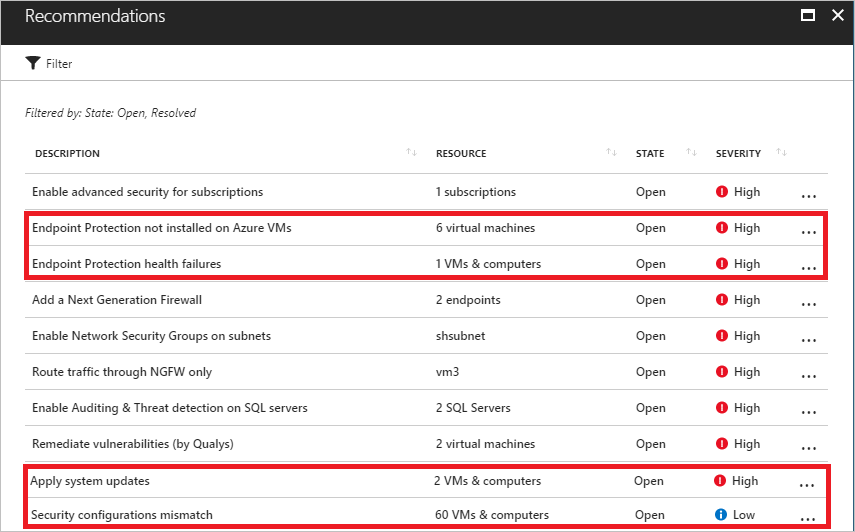 Recommendations
Filter
Filtered by: State: Open, Resolved
DESCRIPTION RESOURCE STATE SEVERITY
Enable advanced security for subscriptions 1 subscriptions Open High ...
Endpoint Protection not installed on Azure VMs 6 virtual machines Open High ...
Endpoint Protection health failures 1 VMs & computers Open High ...
Add a Next Generation Firewall 2 endpoints Open High ...
Enable Network Security Groups on subnets shsubnet Open High ...
Route traffic through NGFW only vm3 Open High ...
Enable Auditing & Threat detection on SQL servers 2 SQL Servers Open High ...
Remediate vulnerabilities (by Qualys) 2 virtual machines Open High ...
Apply system updates 2 VMs & computers Open High ...
Security configurations mismatch 60 VMs & computers Open Low ...